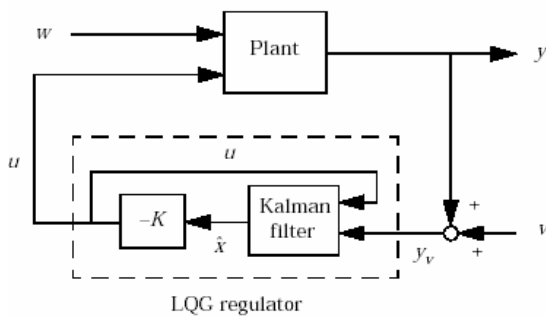 w
Plant
y
u
u
–K
x̂
Kalman
filter
y_v
+
+
v
LQG regulator